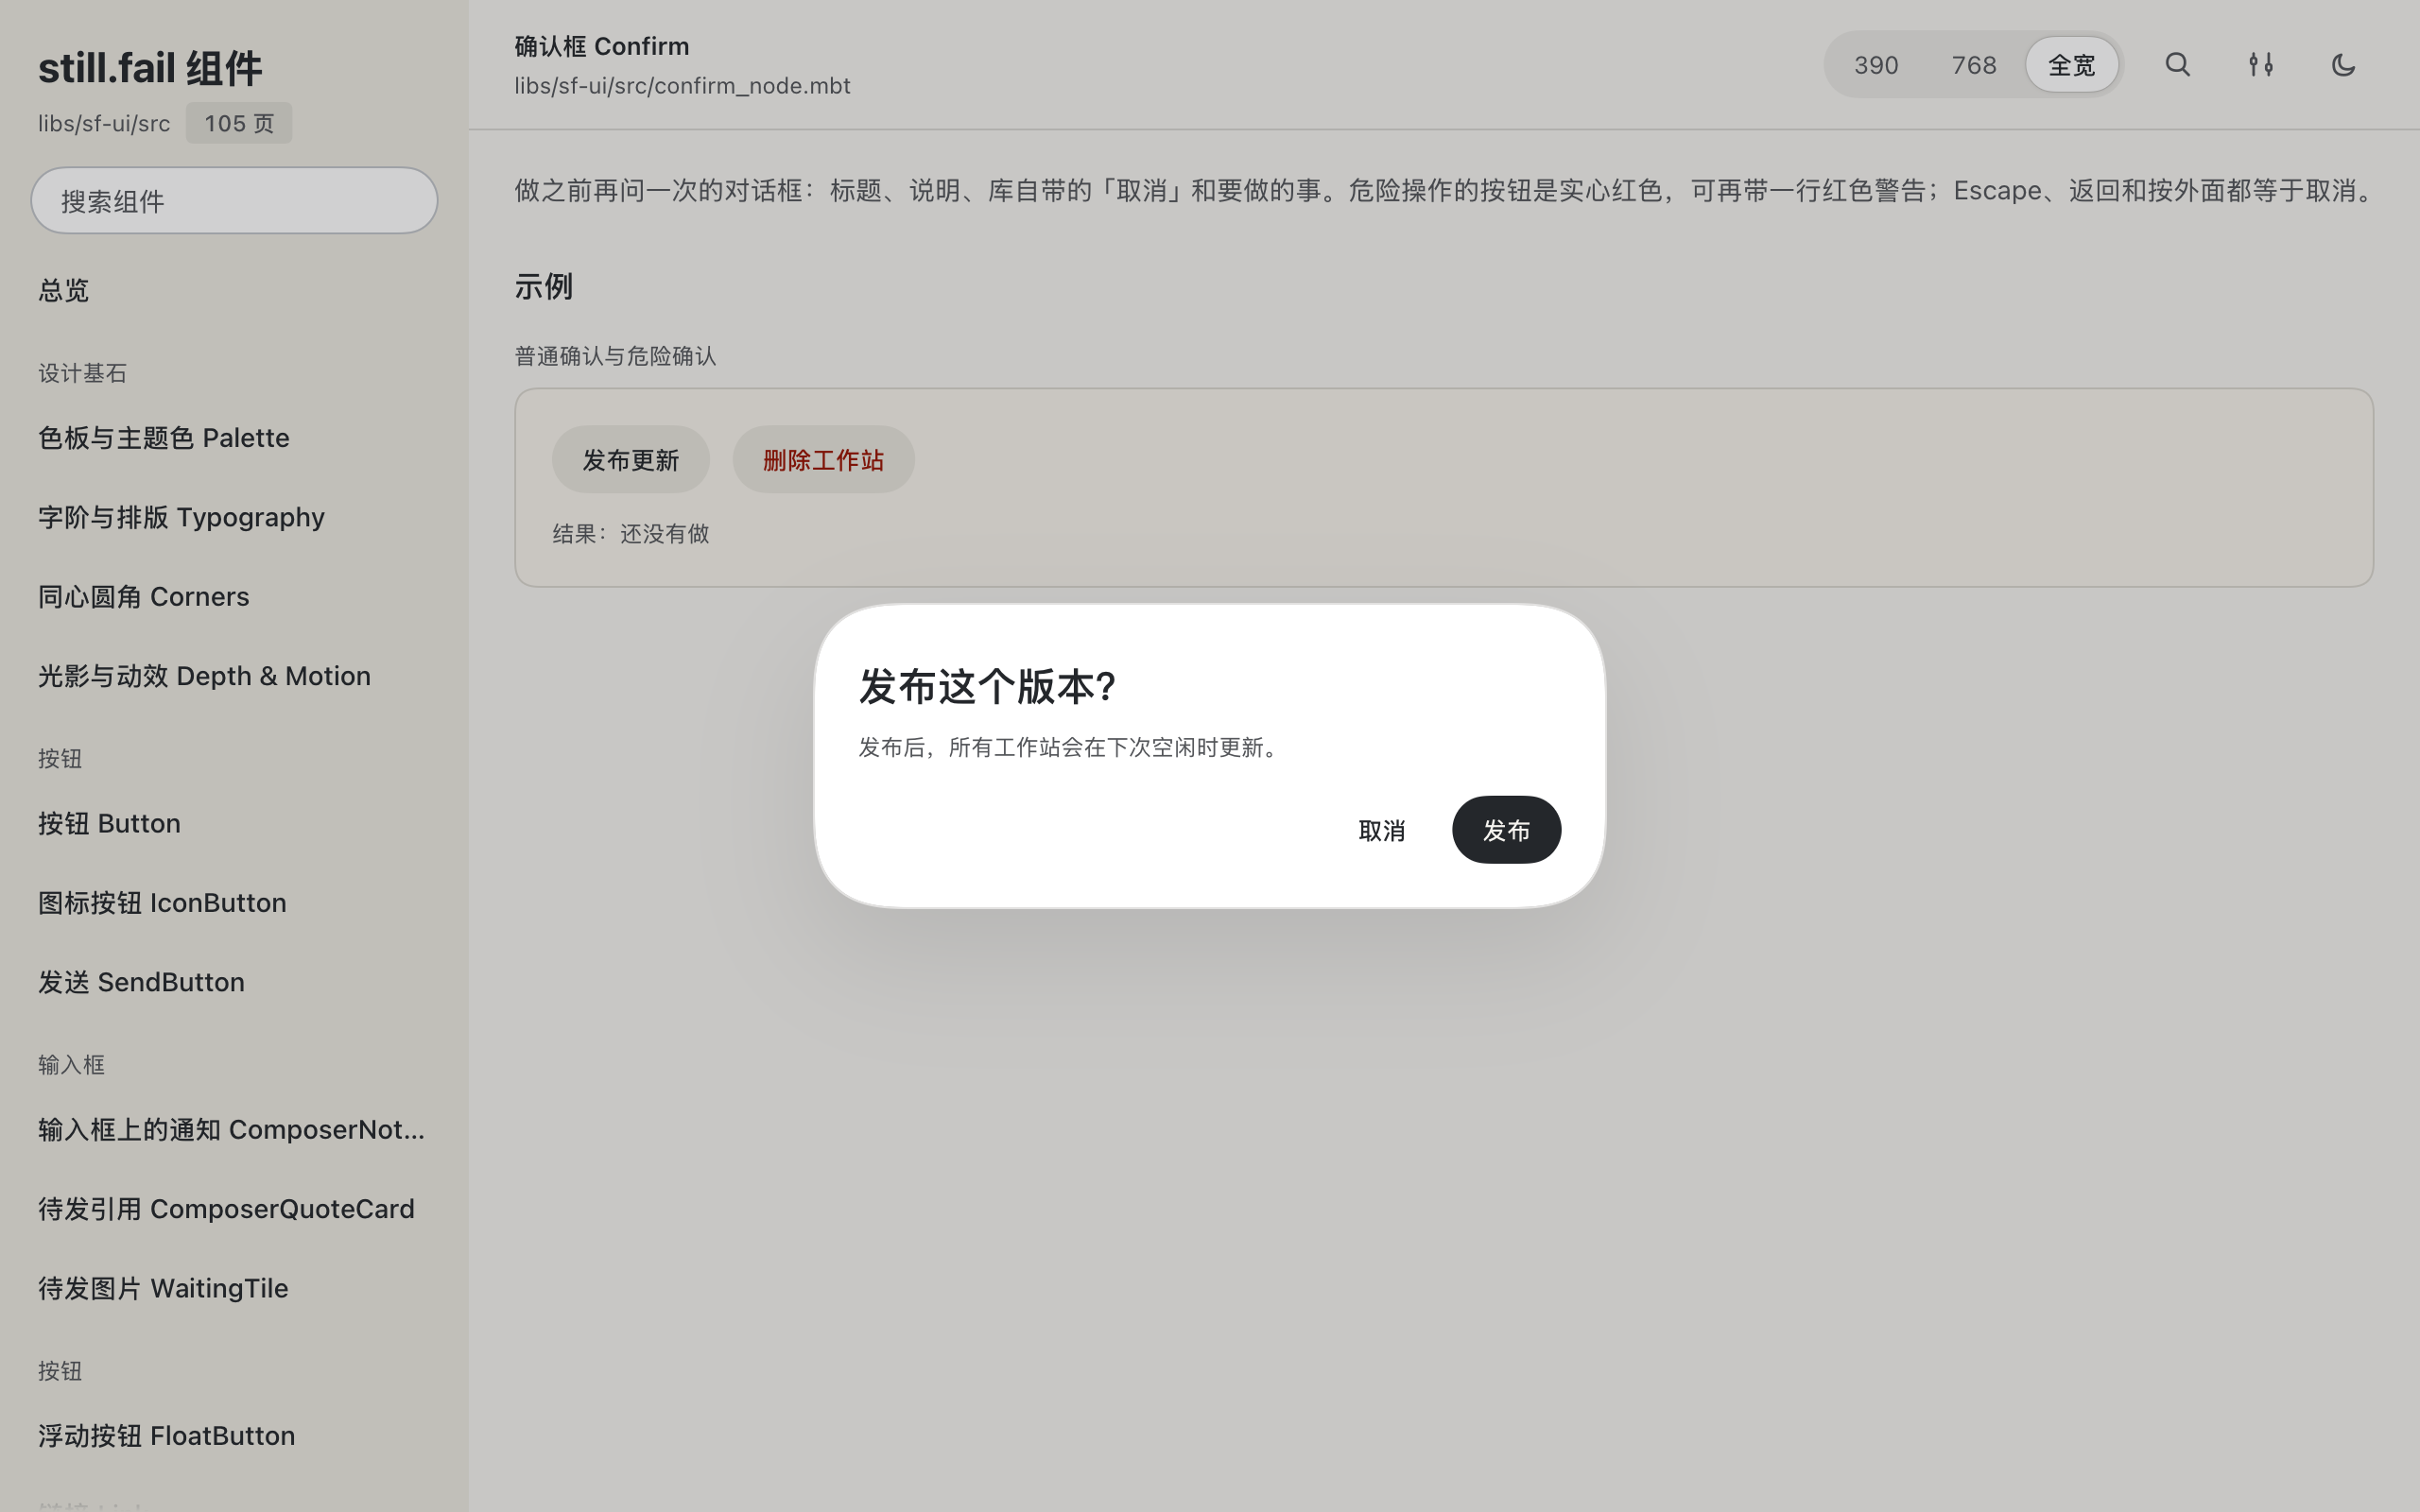 still.fail 组件
libs/sf-ui/src 105 页
搜索组件
总览
设计基石
色板与主题色 Palette
字阶与排版 Typography
同心圆角 Corners
光影与动效 Depth & Motion
按钮
按钮 Button
图标按钮 IconButton
发送 SendButton
输入框
输入框上的通知 ComposerNot...
待发引用 ComposerQuoteCard
待发图片 WaitingTile
按钮
浮动按钮 FloatButton
确认框 Confirm
libs/sf-ui/src/confirm_node.mbt
390 768 全宽
做之前再问一次的对话框：标题、说明、库自带的「取消」和要做的事。危险操作的按钮是实心红色，可再带一行红色警告；Escape、返回和按外面都等于取消。
示例
普通确认与危险确认
发布更新 删除工作站
结果：还没有做
发布这个版本?
发布后，所有工作站会在下次空闲时更新。
取消 发布